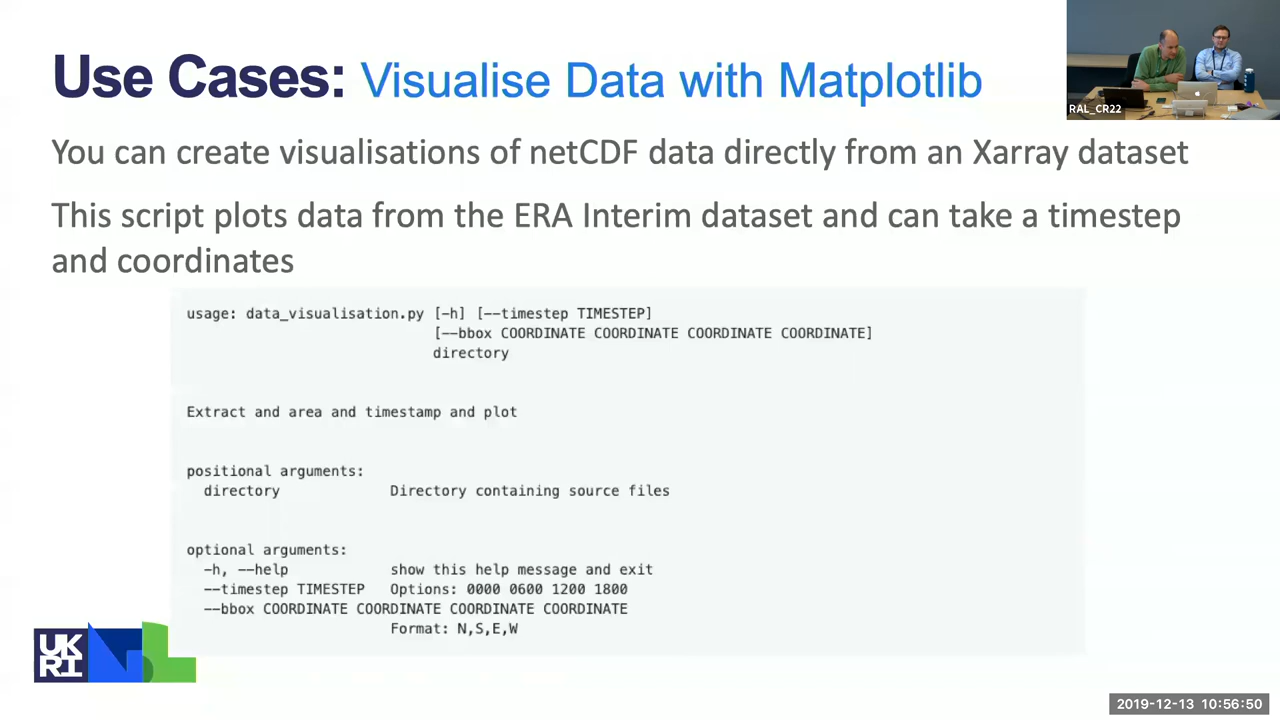 Use Cases: Visualise Data with Matplotlib
RAL_CR22
You can create visualisations of netCDF data directly from an Xarray dataset
This script plots data from the ERA Interim dataset and can take a timestep
and coordinates
usage: data_visualisation.py [-h] [--timestep TIMESTEP]
[--bbox COORDINATE COORDINATE COORDINATE COORDINATE]
directory
Extract and area and timestamp and plot
positional arguments:
directory Directory containing source files
optional arguments:
-h, --help show this help message and exit
--timestep TIMESTEP Options: 0000 0600 1200 1800
--bbox COORDINATE COORDINATE COORDINATE COORDINATE
Format: N,S,E,W
UK
RI
2019-12-13 10:56:50